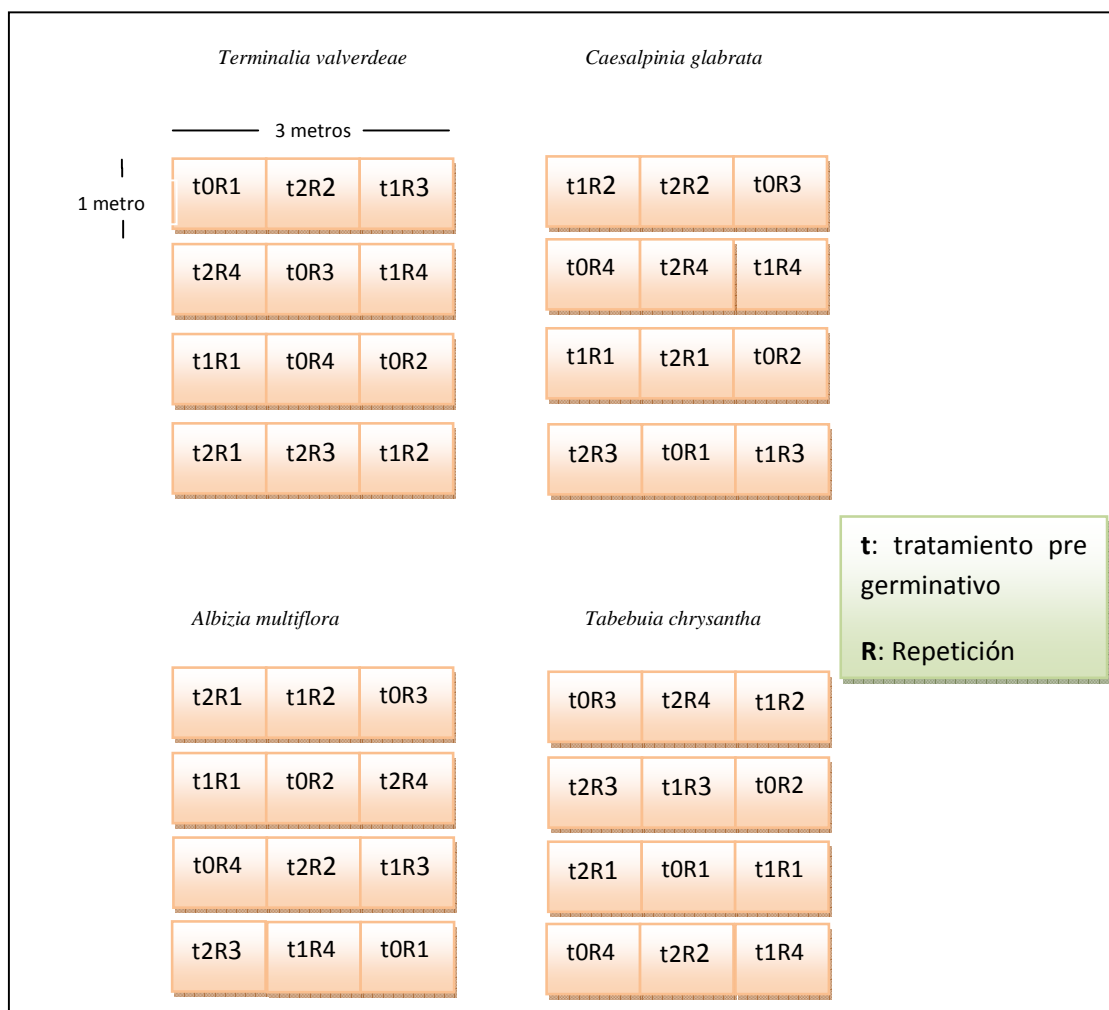 Terminalia valverdeae
Caesalpinia glabrata
3 metros
1 metro
t0R1 t2R2 t1R3
t2R4 t0R3 t1R4
t1R1 t0R4 t0R2
t2R1 t2R3 t1R2
t1R2 t2R2 t0R3
t0R4 t2R4 t1R4
t1R1 t2R1 t0R2
t2R3 t0R1 t1R3
t: tratamiento pre
germinativo
R: Repetición
Albizia multiflora
Tabebuia chrysantha
t2R1 t1R2 t0R3
t1R1 t0R2 t2R4
t0R4 t2R2 t1R3
t2R3 t1R4 t0R1
t0R3 t2R4 t1R2
t2R3 t1R3 t0R2
t2R1 t0R1 t1R1
t0R4 t2R2 t1R4